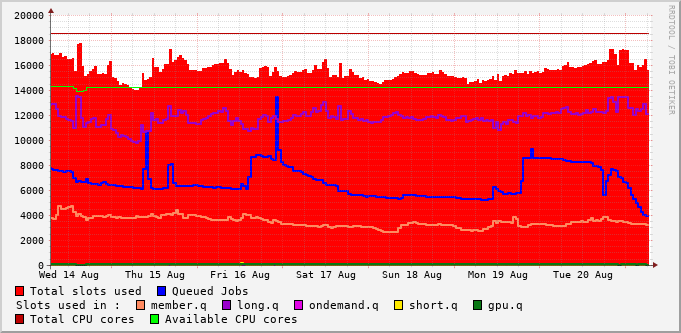 20000
18000
16000
14000
12000
10000
8000
6000
4000
2000
0
Wed 14 Aug Thu 15 Aug Fri 16 Aug Sat 17 Aug Sun 18 Aug Mon 19 Aug Tue 20 Aug
RRDTOOL / TOBI OETIKER
Total slots used Queued Jobs
Slots used in : member.q long.q ondemand.q short.q gpu.q
Total CPU cores Available CPU cores